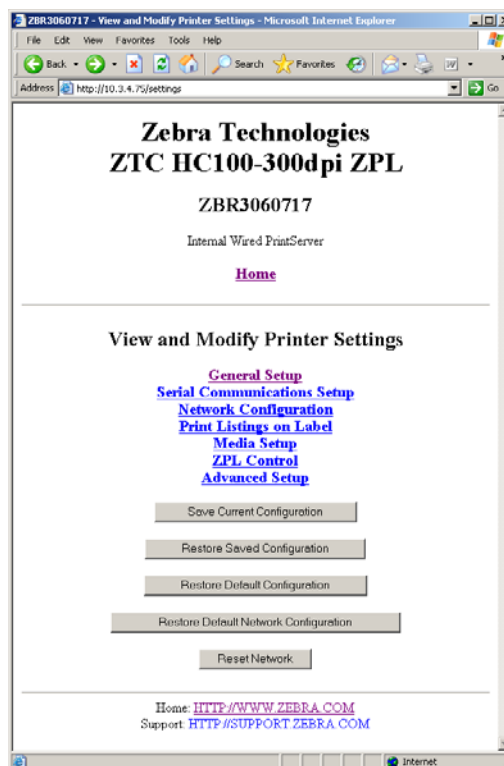 ZBR3060717 - View and Modify Printer Settings - Microsoft Internet Explorer
File Edit View Favorites Tools Help
Back Search Favorites
Address http://10.3.4.75/settings Go
Zebra Technologies
ZTC HC100-300dpi ZPL
ZBR3060717
Internal Wired PrintServer
Home
View and Modify Printer Settings
General Setup
Serial Communications Setup
Network Configuration
Print Listings on Label
Media Setup
ZPL Control
Advanced Setup
Save Current Configuration
Restore Saved Configuration
Restore Default Configuration
Restore Default Network Configuration
Reset Network
Home: HTTP://WWW.ZEBRA.COM
Support: HTTP://SUPPORT.ZEBRA.COM
Internet